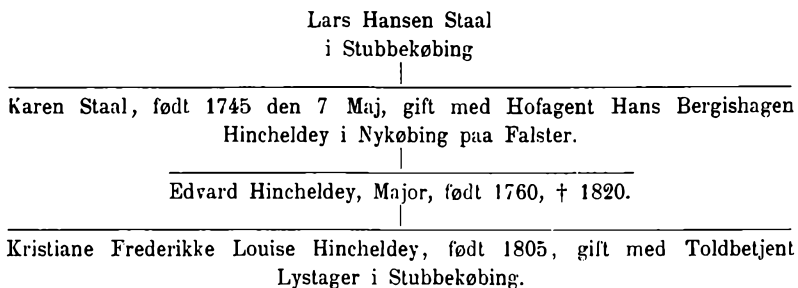 Lars Hansen Staal
i Stubbekøbing
Karen Staal, født 1745 den 7 Maj, gift med Hofagent Hans Bergishagen
Hincheldey i Nykøbing paa Falster.
Edvard Hincheldey, Major, født 1760, † 1820.
Kristiane Frederikke Louise Hincheldey, født 1805, gift med Toldbetjent
Lystager i Stubbekøbing.